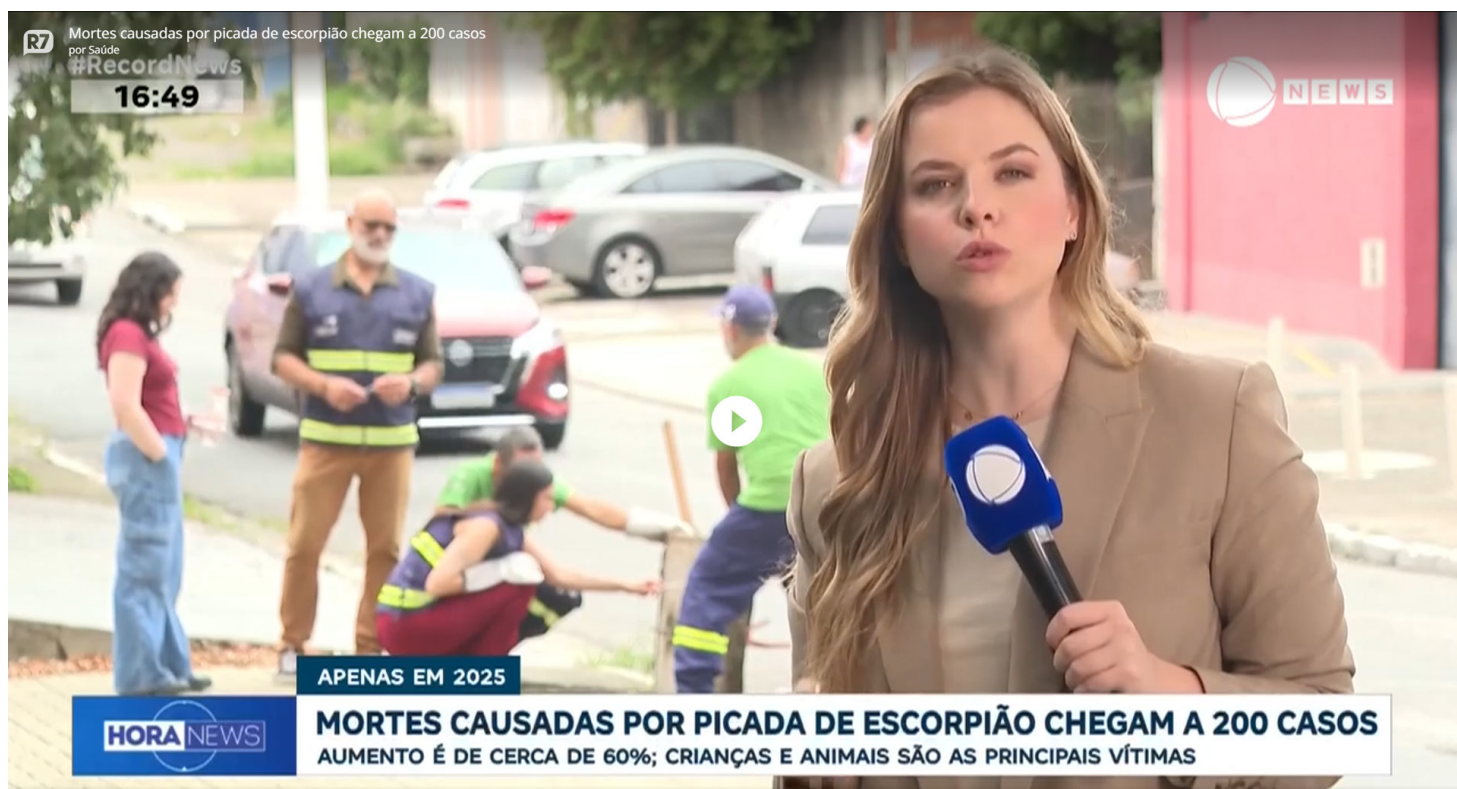 R7
Mortes causadas por picada de escorpião chegam a 200 casos
por Saúde
#RecordNews
16:49
NEWS
APENAS EM 2025
HORA NEWS
MORTES CAUSADAS POR PICADA DE ESCORPIÃO CHEGAM A 200 CASOS
AUMENTO É DE CERCA DE 60%; CRIANÇAS E ANIMAIS SÃO AS PRINCIPAIS VÍTIMAS